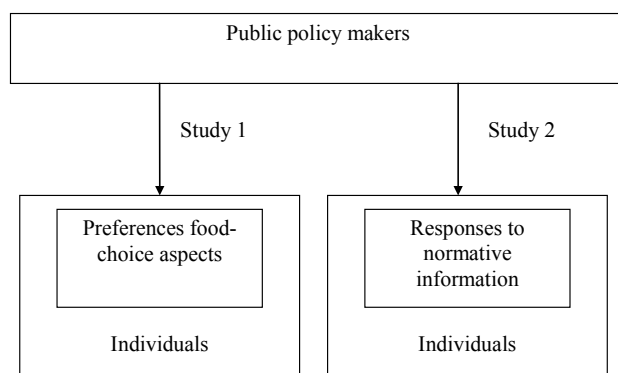 Public policy makers
Study 1
Study 2
Preferences food-
choice aspects
Individuals
Responses to
normative
information
Individuals